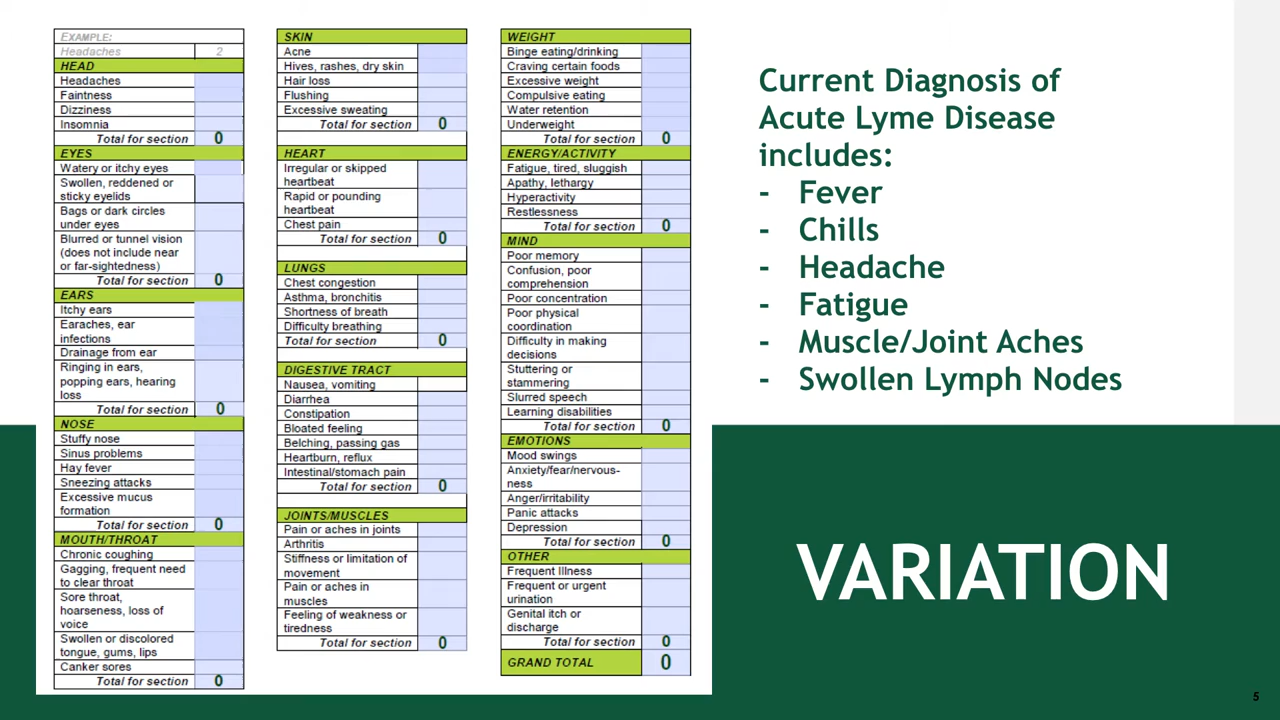 EXAMPLE:
Headaches 2
HEAD
Headaches
Faintness
Dizziness
Insomnia
Total for section 0
EYES
Watery or itchy eyes
Swollen, reddened or
sticky eyelids
Bags or dark circles
under eyes
Blurred or tunnel vision
(does not include near
or far-sightedness)
Total for section 0
EARS
Itchy ears
Earaches, ear
infections
Drainage from ear
Ringing in ears,
popping ears, hearing
loss
Total for section 0
NOSE
Stuffy nose
Sinus problems
Hay fever
Sneezing attacks
Excessive mucus
formation
Total for section 0
MOUTH/THROAT
Chronic coughing
Gagging, frequent need
to clear throat
Sore throat,
hoarseness, loss of
voice
Swollen or discolored
tongue, gums, lips
Canker sores
Total for section 0
SKIN
Acne
Hives, rashes, dry skin
Hair loss
Flushing
Excessive sweating
Total for section 0
HEART
Irregular or skipped
heartbeat
Rapid or pounding
heartbeat
Chest pain
Total for section 0
LUNGS
Chest congestion
Asthma, bronchitis
Shortness of breath
Difficulty breathing
Total for section 0
DIGESTIVE TRACT
Nausea, vomiting
Diarrhea
Constipation
Bloated feeling
Belching, passing gas
Heartburn, reflux
Intestinal/stomach pain
Total for section 0
JOINTS/MUSCLES
Pain or aches in joints
Arthritis
Stiffness or limitation of
movement
Pain or aches in
muscles
Feeling of weakness or
tiredness
Total for section 0
WEIGHT
Binge eating/drinking
Craving certain foods
Excessive weight
Compulsive eating
Water retention
Underweight
Total for section 0
ENERGY/ACTIVITY
Fatigue, tired, sluggish
Apathy, lethargy
Hyperactivity
Restlessness
Total for section 0
MIND
Poor memory
Confusion, poor
comprehension
Poor concentration
Poor physical
coordination
Difficulty in making
decisions
Stuttering or
stammering
Slurred speech
Learning disabilities
Total for section 0
EMOTIONS
Mood swings
Anxiety/fear/nervous-
ness
Anger/irritability
Panic attacks
Depression
Total for section 0
OTHER
Frequent Illness
Frequent or urgent
urination
Genital itch or
discharge
Total for section 0
GRAND TOTAL 0
Current Diagnosis of
Acute Lyme Disease
includes:
- Fever
- Chills
- Headache
- Fatigue
- Muscle/Joint Aches
- Swollen Lymph Nodes
VARIATION
5